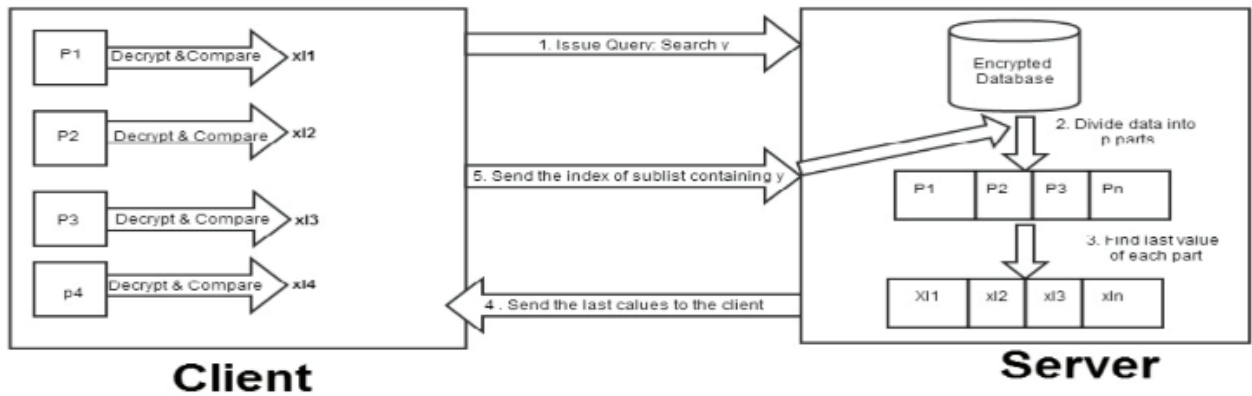 P1
Decrypt &Compare
xl1
P2
Decrypt & Compare
xl2
P3
Decrypt & Compare
xl3
p4
Decrypt & Compare
xl4
Client
1. Issue Query: Search y
5. Send the index of sublist containing y
4 . Send the last calues to the client
Encrypted
Database
2. Divide data into
p parts
P1 P2 P3 Pn
3. Find last value
of each part
Xl1 xl2 xl3 xln
Server